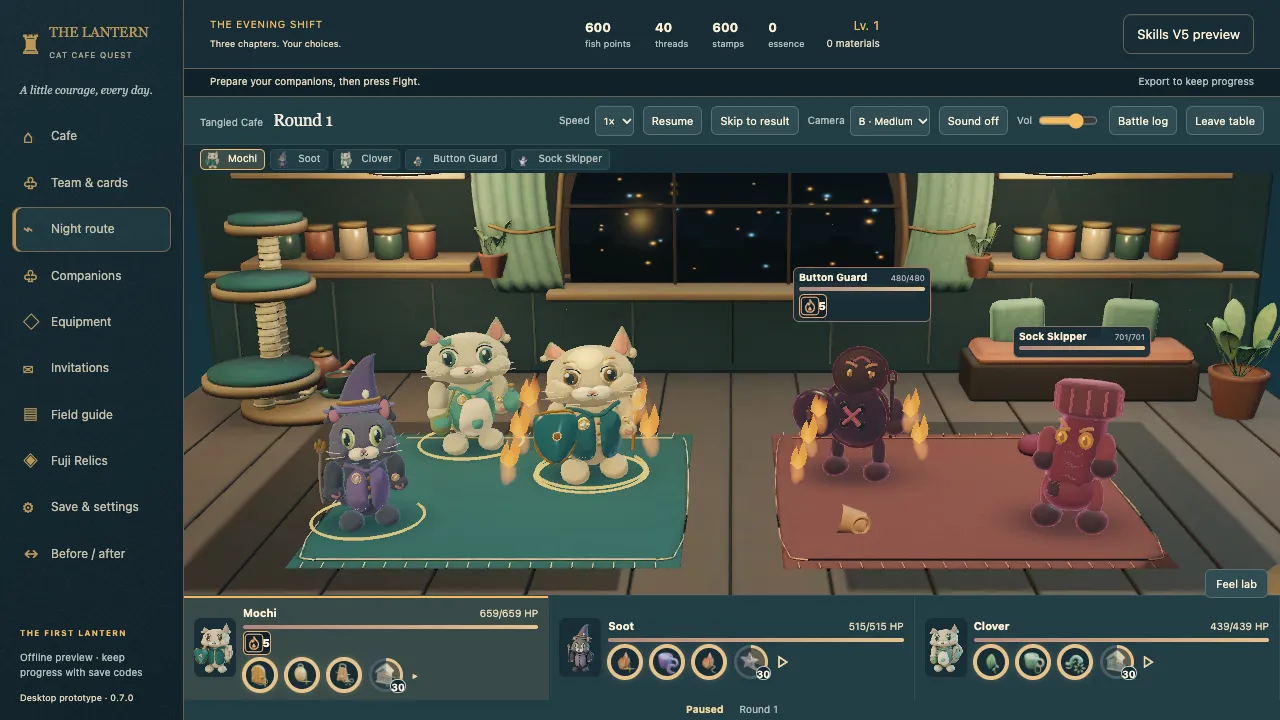 THE LANTERN
CAT CAFE QUEST
A little courage, every day.
Cafe
Team & cards
Night route
Companions
Equipment
Invitations
Field guide
Fuji Relics
Save & settings
Before / after
THE FIRST LANTERN
Offline preview · keep
progress with save codes
Desktop prototype · 0.7.0
THE EVENING SHIFT
Three chapters. Your choices.
600
fish points
40
threads
600
stamps
0
essence
Lv. 1
0 materials
Skills V5 preview
Prepare your companions, then press Fight.
Export to keep progress
Tangled Cafe
Round 1
Speed
1x
Resume
Skip to result
Camera
B · Medium
Sound off
Vol
Battle log
Leave table
Mochi
Soot
Clover
Button Guard
Sock Skipper
Button Guard 480/480
5
Sock Skipper 701/701
Feel lab
Mochi 659/659 HP
5
30
Soot 515/515 HP
30
Clover 439/439 HP
30
Paused Round 1